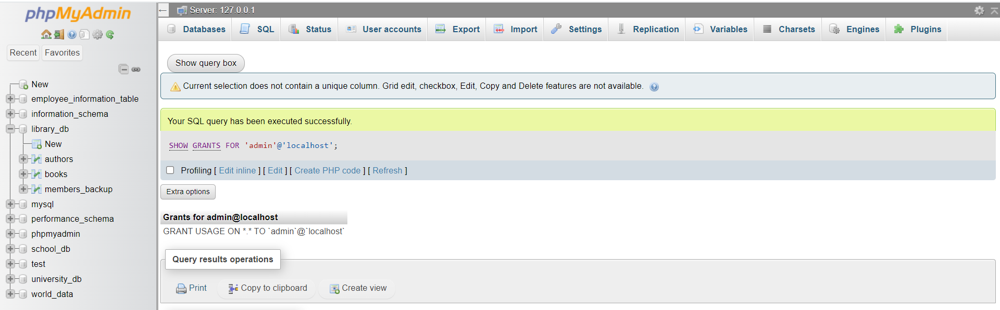 phpMyAdmin
Recent Favorites
New
employee_information_table
information_schema
library_db
New
authors
books
members_backup
mysql
performance_schema
phpmyadmin
school_db
test
university_db
world_data
Server: 127.0.0.1
Databases SQL Status User accounts Export Import Settings Replication Variables Charsets Engines Plugins
Show query box
Current selection does not contain a unique column. Grid edit, checkbox, Edit, Copy and Delete features are not available.
Your SQL query has been executed successfully.
SHOW GRANTS FOR 'admin'@'localhost';
Profiling [ Edit inline ] [ Edit ] [ Create PHP code ] [ Refresh ]
Extra options
Grants for admin@localhost
GRANT USAGE ON *.* TO `admin`@`localhost`
Query results operations
Print Copy to clipboard Create view